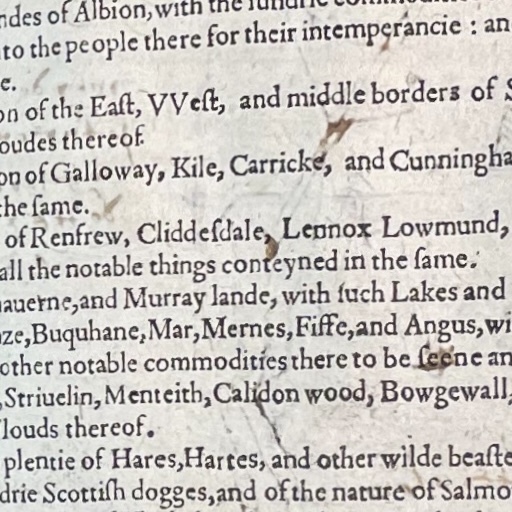 ndes of Albion, with the
to the people there for their intemperancie : an
e.
on of the Eaſt, VVeſt, and middle borders of S
oudes thereof.
on of Galloway, Kile, Carricke, and Cunningha
the ſame.
of Renfrew, Cliddeſdale, Lennox Lowmund,
all the notable things conteyned in the ſame.
auerne, and Murray lande, with ſuch Lakes and
ze, Buquhane, Mar, Mernes, Fiffe, and Angus, wi
other notable commodities there to be ſeene an
, Striuelin, Menteith, Calidon wood, Bowgewall,
louds thereof.
plentie of Hares, Hartes, and other wilde beaſte
drie Scottiſh dogges, and of the nature of Salmo